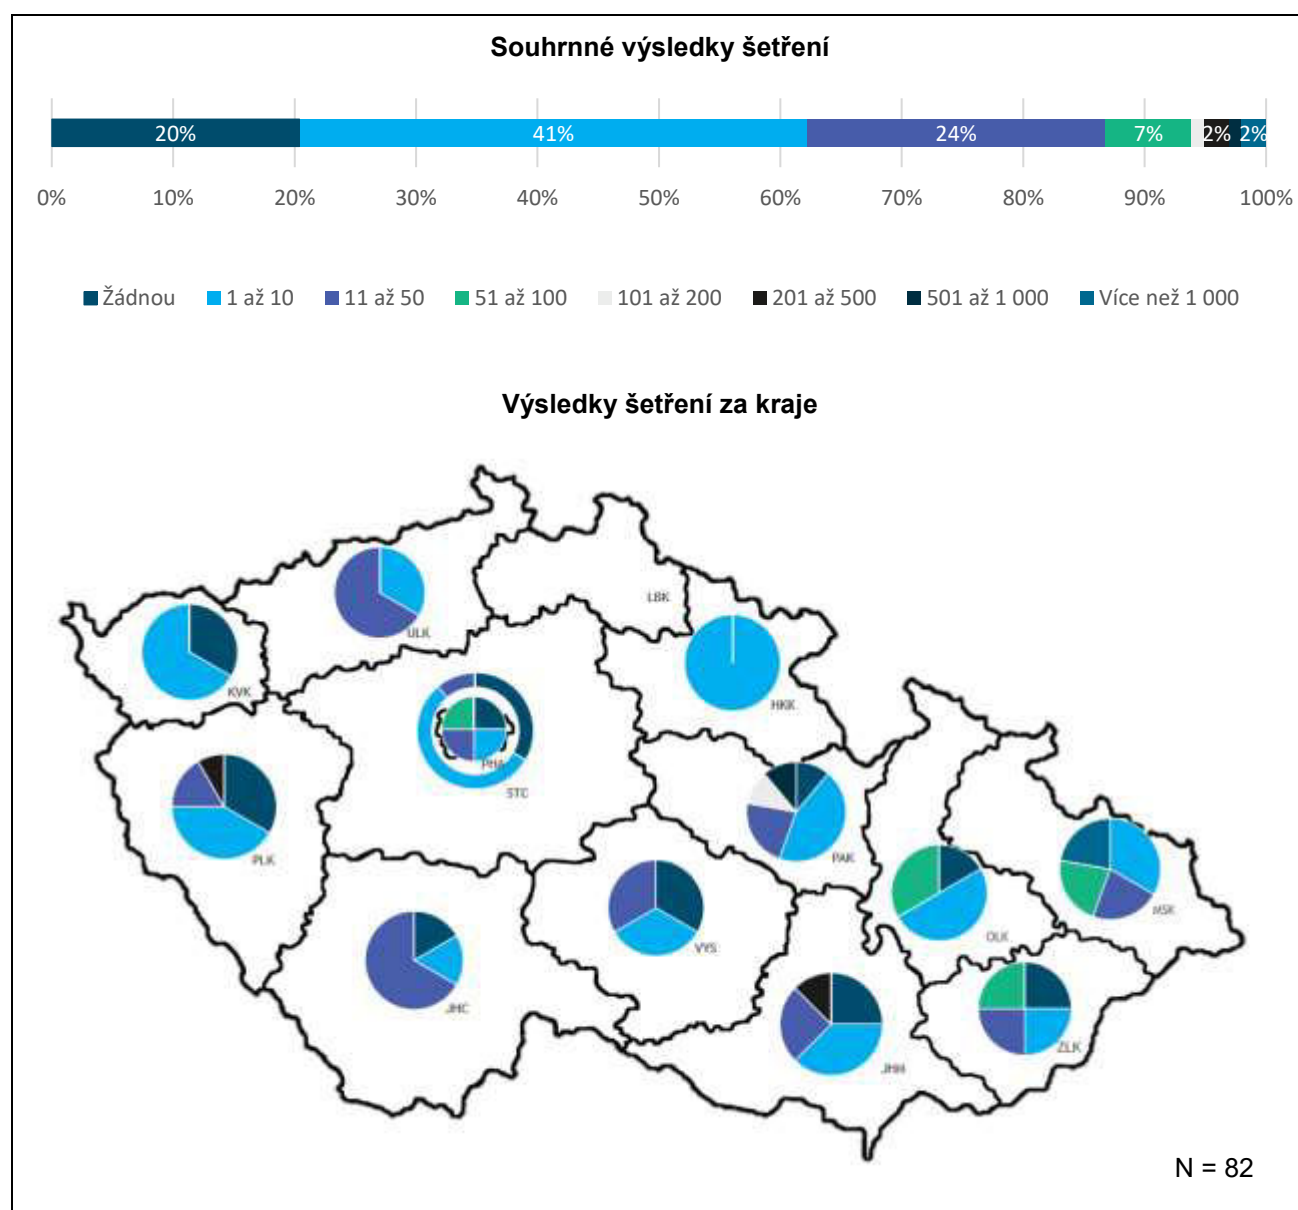 Souhrnné výsledky šetření
20% 41% 24% 7% 2% 2%
0% 10% 20% 30% 40% 50% 60% 70% 80% 90% 100%
Žádnou 1 až 10 11 až 50 51 až 100 101 až 200 201 až 500 501 až 1 000 Více než 1 000
Výsledky šetření za kraje
LBK
ULK
KVK
HKK
PHA
STC
PLK
PAK
MSK
OLK
VYS
JHC
ZLK
JHM
N = 82